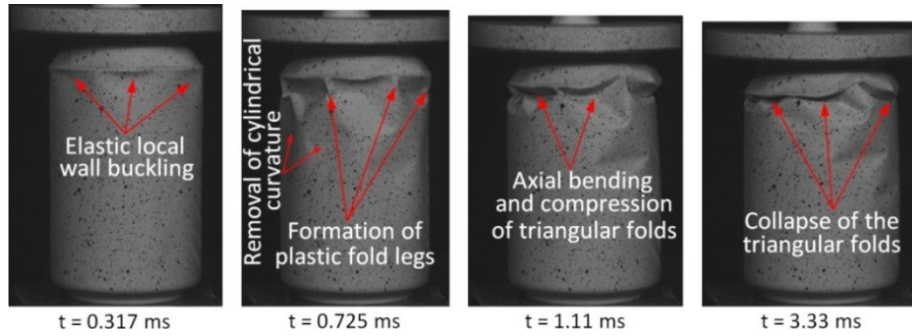 Elastic local
wall buckling
t = 0.317 ms
Removal of cylindrical
curvature
Formation of
plastic fold legs
t = 0.725 ms
Axial bending
and compression
of triangular folds
t = 1.11 ms
Collapse of the
triangular folds
t = 3.33 ms